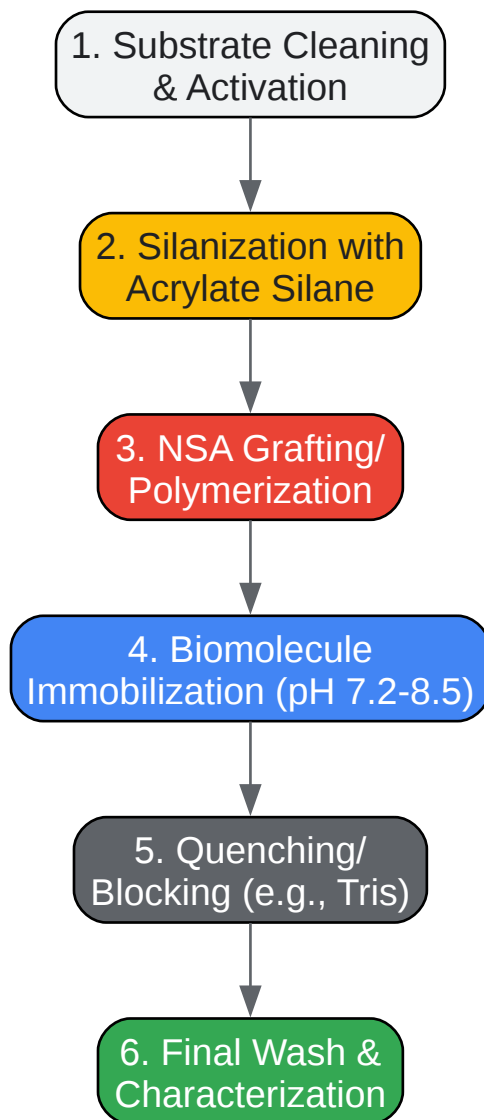 1. Substrate Cleaning
& Activation
2. Silanization with
Acrylate Silane
3. NSA Grafting/
Polymerization
4. Biomolecule
Immobilization (pH 7.2-8.5)
5. Quenching/
Blocking (e.g., Tris)
6. Final Wash &
Characterization